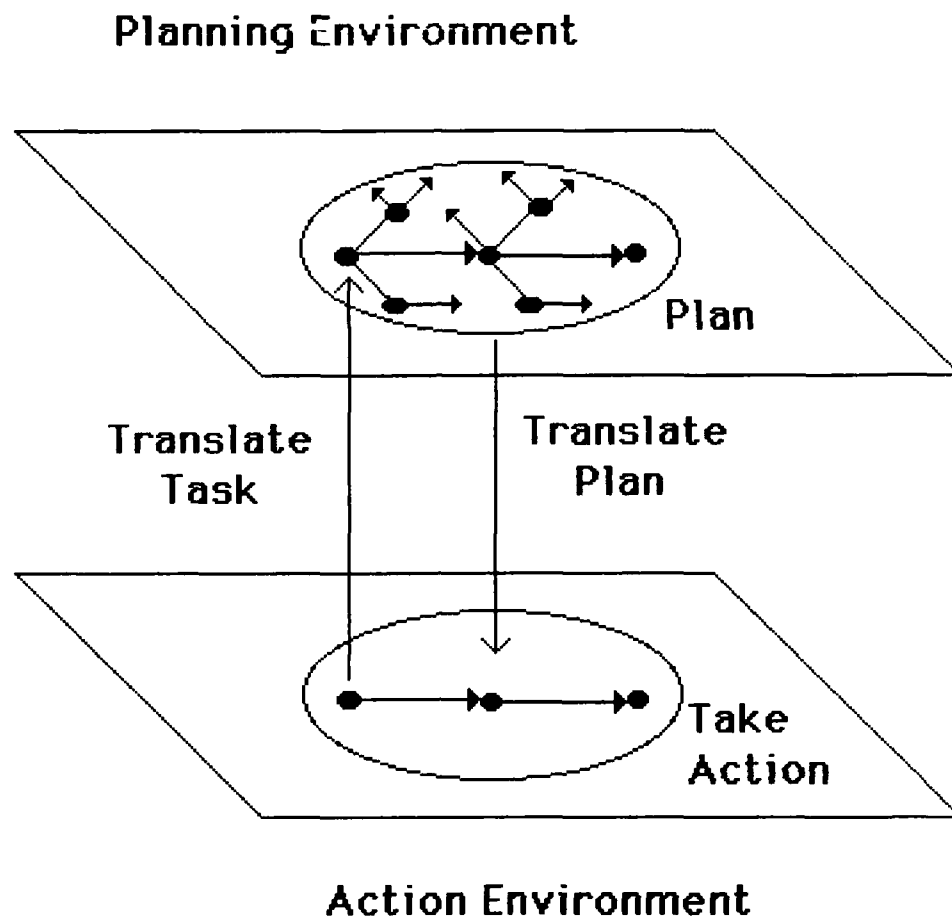 Planning Environment
Plan
Translate
Task
Translate
Plan
Take
Action
Action Environment